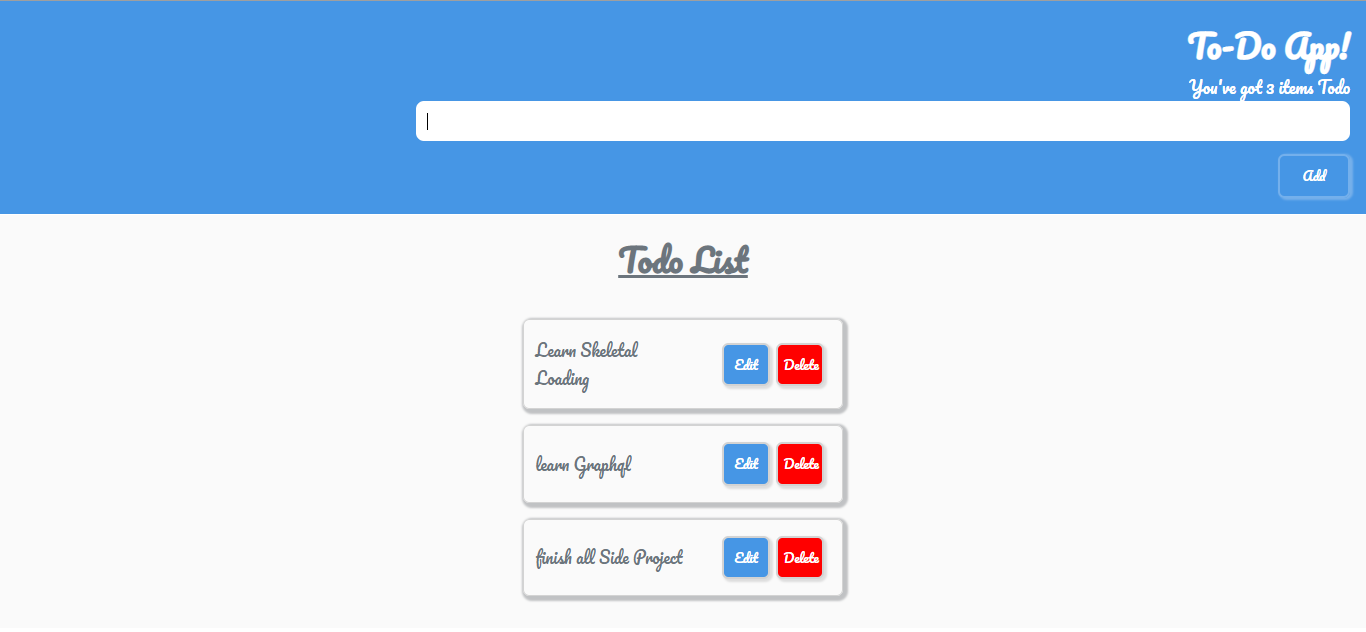 To-Do App!
You've got 3 items Todo
Add
Todo List
Learn Skeletal
Loading
Edit
Delete
learn Graphql
Edit
Delete
finish all Side Project
Edit
Delete